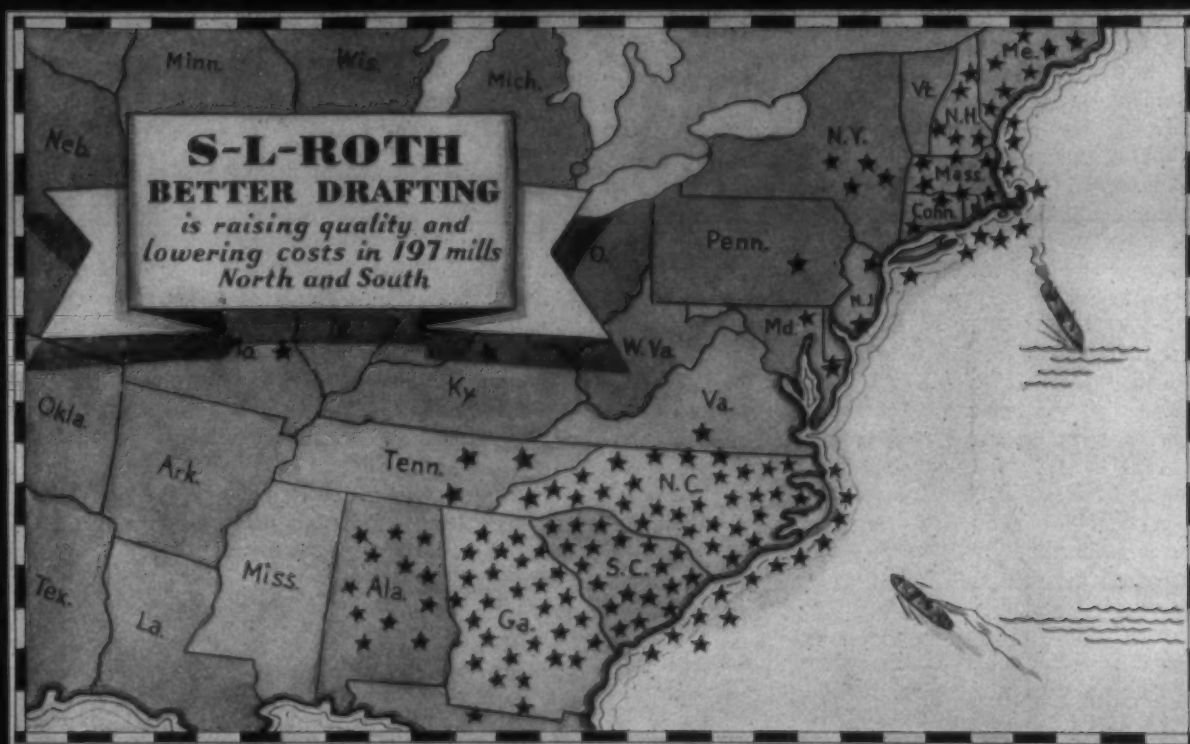 Minn.
Wis.
Mich.
Neb.
S-L-ROTH
BETTER DRAFTING
is raising quality and
lowering costs in 197 mills
North and South
Me.
Vt.
N.H.
N.Y.
Mass.
Conn.
Penn.
O.
N.J.
Md.
W.Va.
Ky.
Va.
Okla.
Ark.
Tenn.
N.C.
Tex.
La.
Miss.
Ala.
Ga.
S.C.